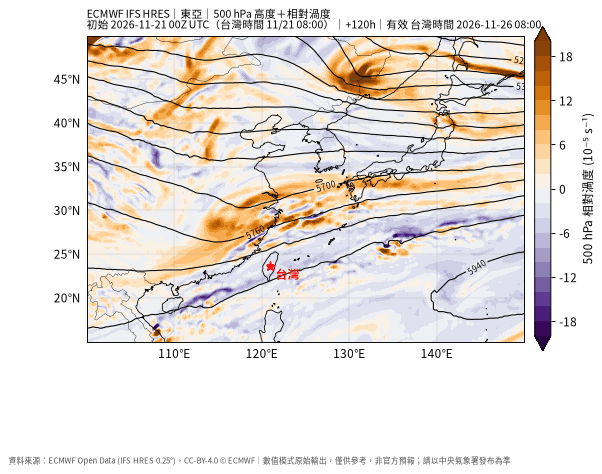 ECMWF IFS HRES｜東亞｜500 hPa 高度＋相對渦度
初始 2026-11-21 00Z UTC（台灣時間 11/21 08:00）｜+120h｜有效 台灣時間 2026-11-26 08:00
45°N
40°N
35°N
30°N
25°N
20°N
110°E
120°E
130°E
140°E
5700
5760
5940
台灣
18
12
6
0
-6
-12
-18
500 hPa 相對渦度 (10⁻⁵ s⁻¹)
資料來源：ECMWF Open Data (IFS HRES 0.25°)，CC-BY-4.0 © ECMWF｜數值模式原始輸出，僅供參考，非官方預報；請以中央氣象署發布為準